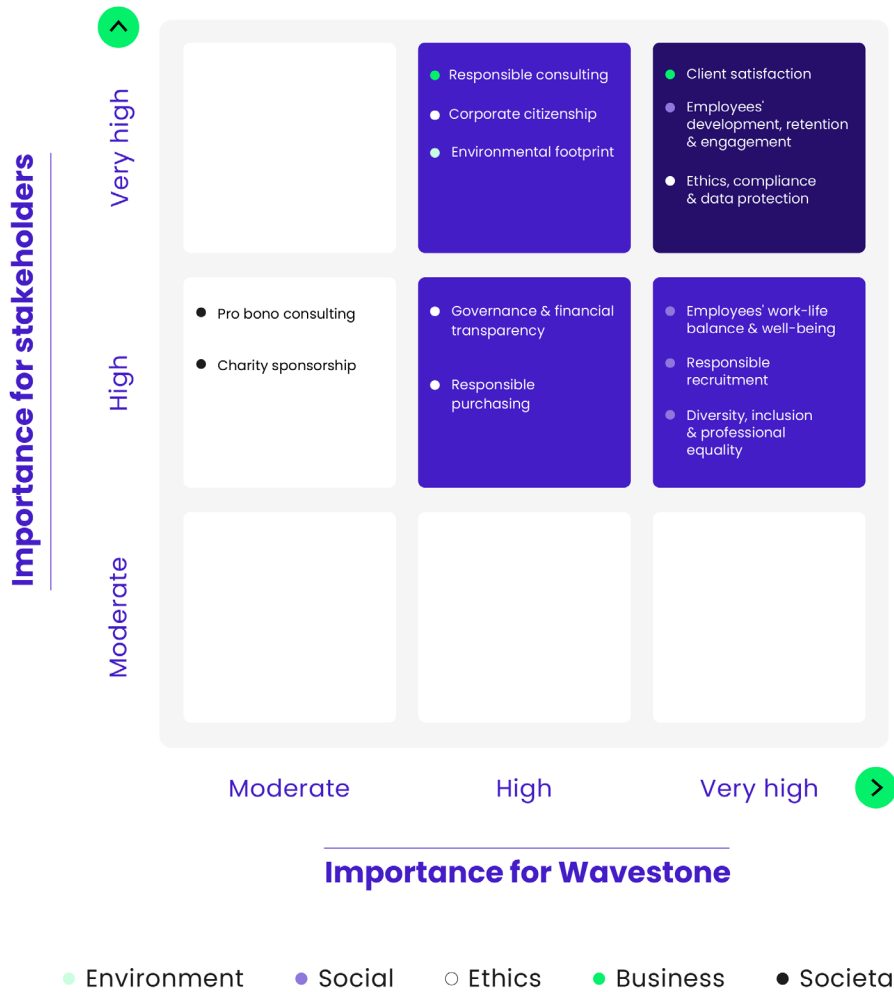 Importance for stakeholders
Very high
Responsible consulting
Corporate citizenship
Environmental footprint
Client satisfaction
Employees'
development, retention
& engagement
Ethics, compliance
& data protection
High
Pro bono consulting
Charity sponsorship
Governance & financial
transparency
Responsible
purchasing
Employees' work-life
balance & well-being
Responsible
recruitment
Diversity, inclusion
& professional
equality
Moderate
Moderate
High
Very high
Importance for Wavestone
Environment
Social
Ethics
Business
Societa